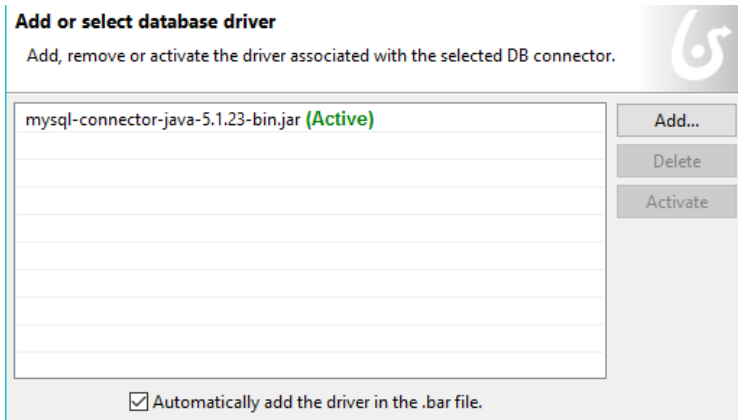 Add or select database driver
Add, remove or activate the driver associated with the selected DB connector.
mysql-connector-java-5.1.23-bin.jar (Active)
Add...
Delete
Activate
Automatically add the driver in the .bar file.